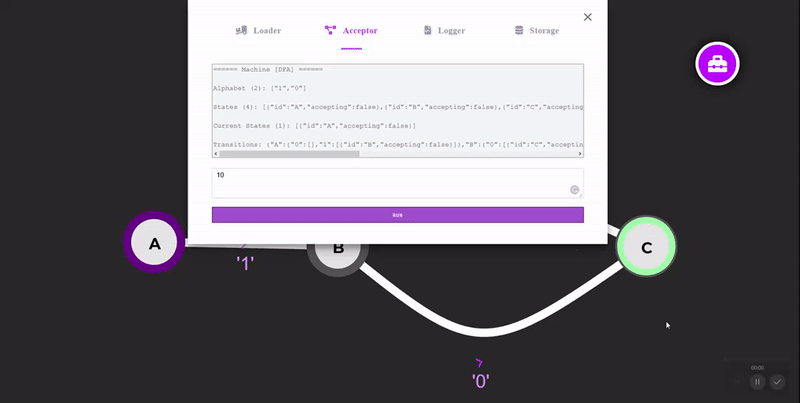 Loader
Acceptor
Logger
Storage
====== Machine [DFA] ======
Alphabet (2): ["1","0"]
States (4): [{"id":"A","accepting":false},{"id":"B","accepting":false},{"id":"C","accepting
Current States (1): [{"id":"A","accepting":false}]
Transitions: {"A":{"0":[],"1":[{"id":"B","accepting":false}]},"B":{"0":[{"id":"C","acceptin
10
RUN
A
B
C
'1'
'0'
00:00